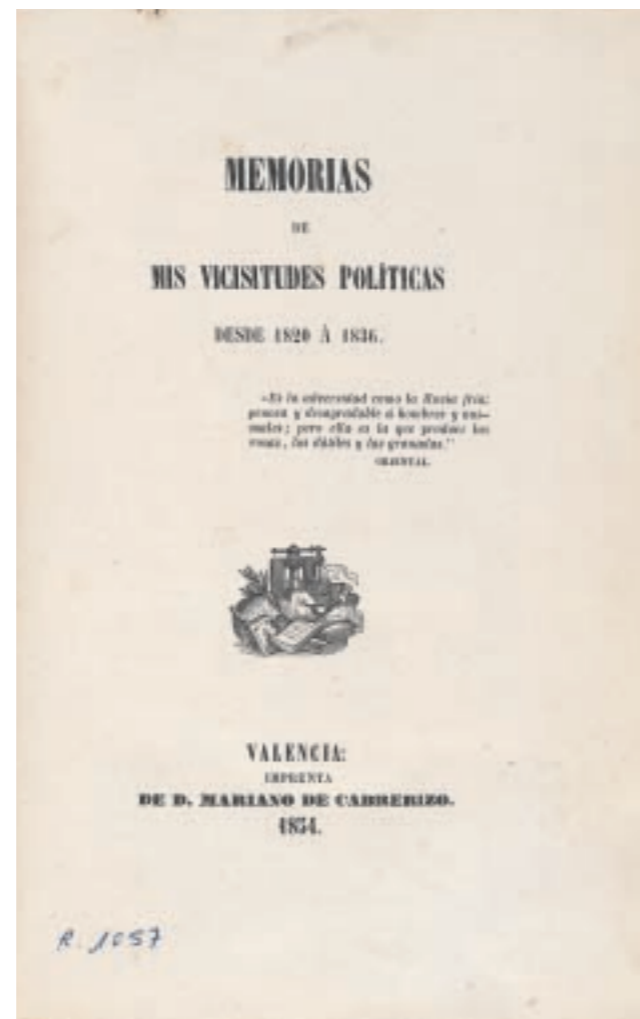 MEMORIAS
DE
MIS VICISITUDES POLÍTICAS
DESDE 1820 À 1836.
«Es la adversidad como la lluvia fria:
penosa y desagradable á hombres y ani-
males; pero ella es la que produce las
rosas, los dátiles y las granadas.”
ORIENTAL.
VALENCIA:
IMPRENTA
DE D. MARIANO DE CABRERIZO.
1854.
R. 1057